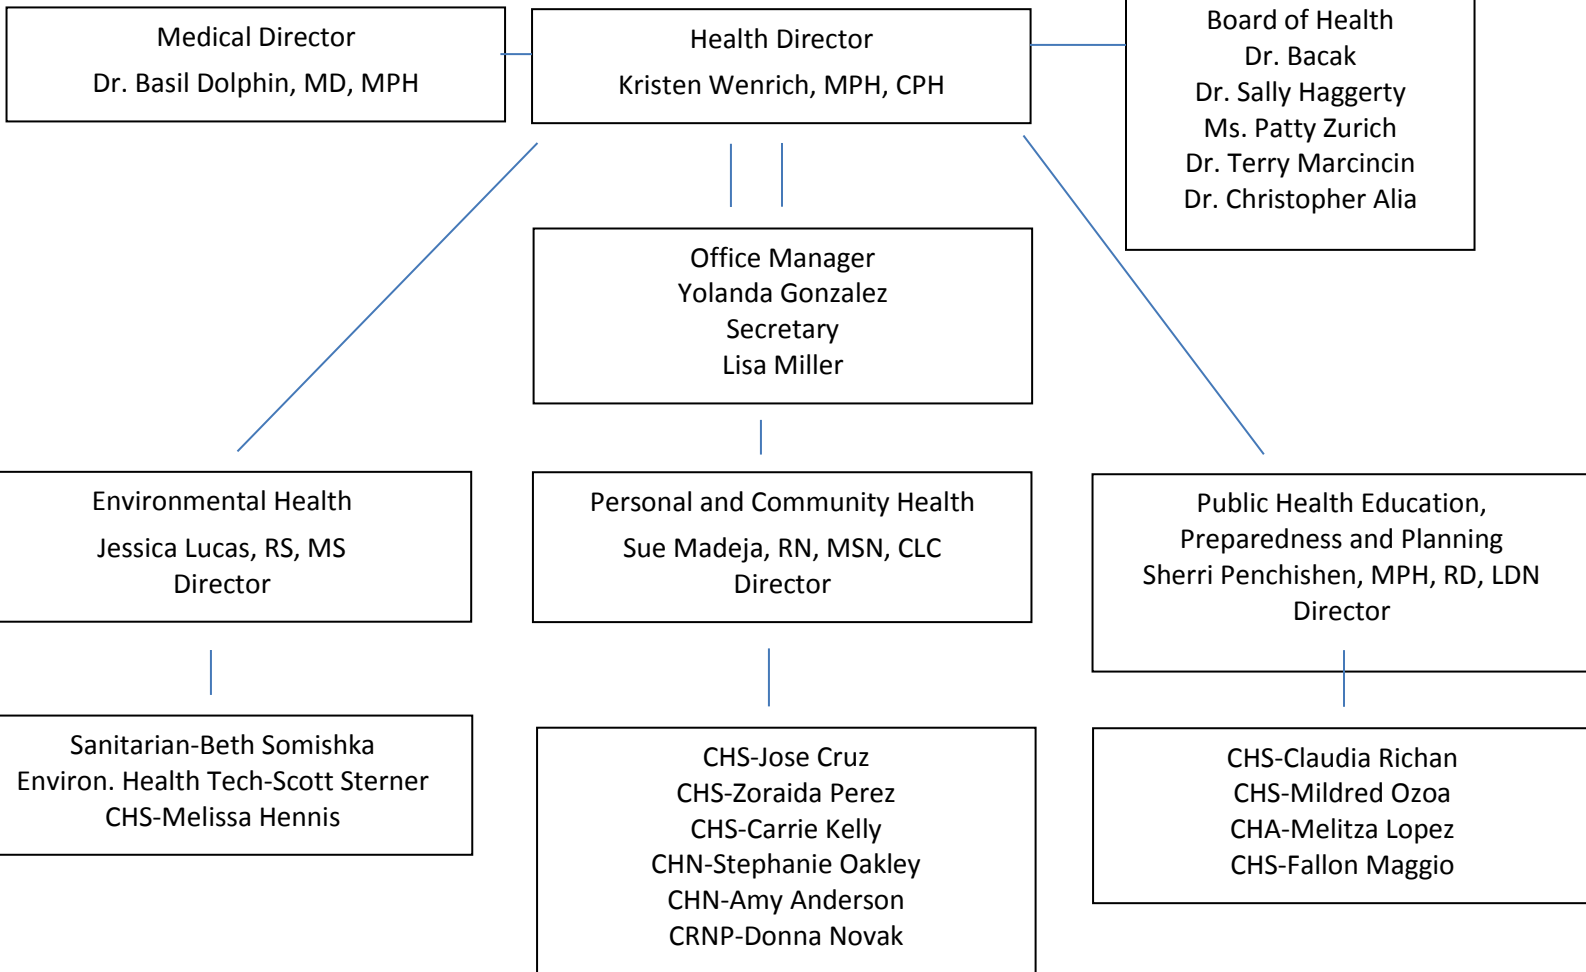 Medical Director
Dr. Basil Dolphin, MD, MPH
Health Director
Kristen Wenrich, MPH, CPH
Board of Health
Dr. Bacak
Dr. Sally Haggerty
Ms. Patty Zurich
Dr. Terry Marcincin
Dr. Christopher Alia
Office Manager
Yolanda Gonzalez
Secretary
Lisa Miller
Environmental Health
Jessica Lucas, RS, MS
Director
Personal and Community Health
Sue Madeja, RN, MSN, CLC
Director
Public Health Education,
Preparedness and Planning
Sherri Penchishen, MPH, RD, LDN
Director
Sanitarian-Beth Somishka
Environ. Health Tech-Scott Sterner
CHS-Melissa Hennis
CHS-Jose Cruz
CHS-Zoraida Perez
CHS-Carrie Kelly
CHN-Stephanie Oakley
CHN-Amy Anderson
CRNP-Donna Novak
CHS-Claudia Richan
CHS-Mildred Ozoa
CHA-Melitza Lopez
CHS-Fallon Maggio